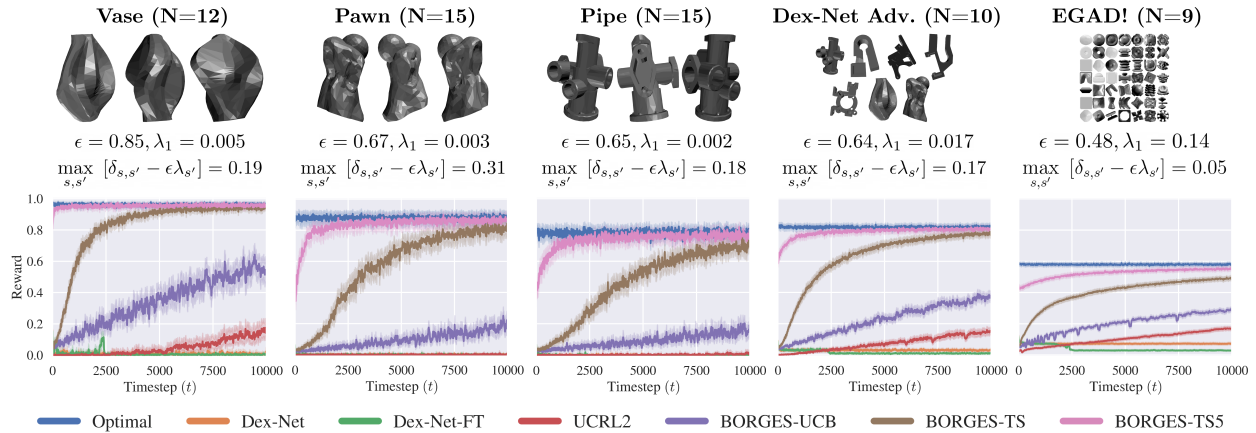 Vase (N=12) Pawn (N=15) Pipe (N=15) Dex-Net Adv. (N=10) EGAD! (N=9)
ϵ = 0.85, λ₁ = 0.005 ϵ = 0.67, λ₁ = 0.003 ϵ = 0.65, λ₁ = 0.002 ϵ = 0.64, λ₁ = 0.017 ϵ = 0.48, λ₁ = 0.14
max [δs,s′ − ϵλs′] = 0.19 max [δs,s′ − ϵλs′] = 0.31 max [δs,s′ − ϵλs′] = 0.18 max [δs,s′ − ϵλs′] = 0.17 max [δs,s′ − ϵλs′] = 0.05
s,s′ s,s′ s,s′ s,s′ s,s′
1.0
0.8
0.6
0.4
0.2
0.0
Reward
0 2500 5000 7500 10000 0 2500 5000 7500 10000 0 2500 5000 7500 10000 0 2500 5000 7500 10000 0 2500 5000 7500 10000
Timestep (t) Timestep (t) Timestep (t) Timestep (t) Timestep (t)
Optimal Dex-Net Dex-Net-FT UCRL2 BORGES-UCB BORGES-TS BORGES-TS5